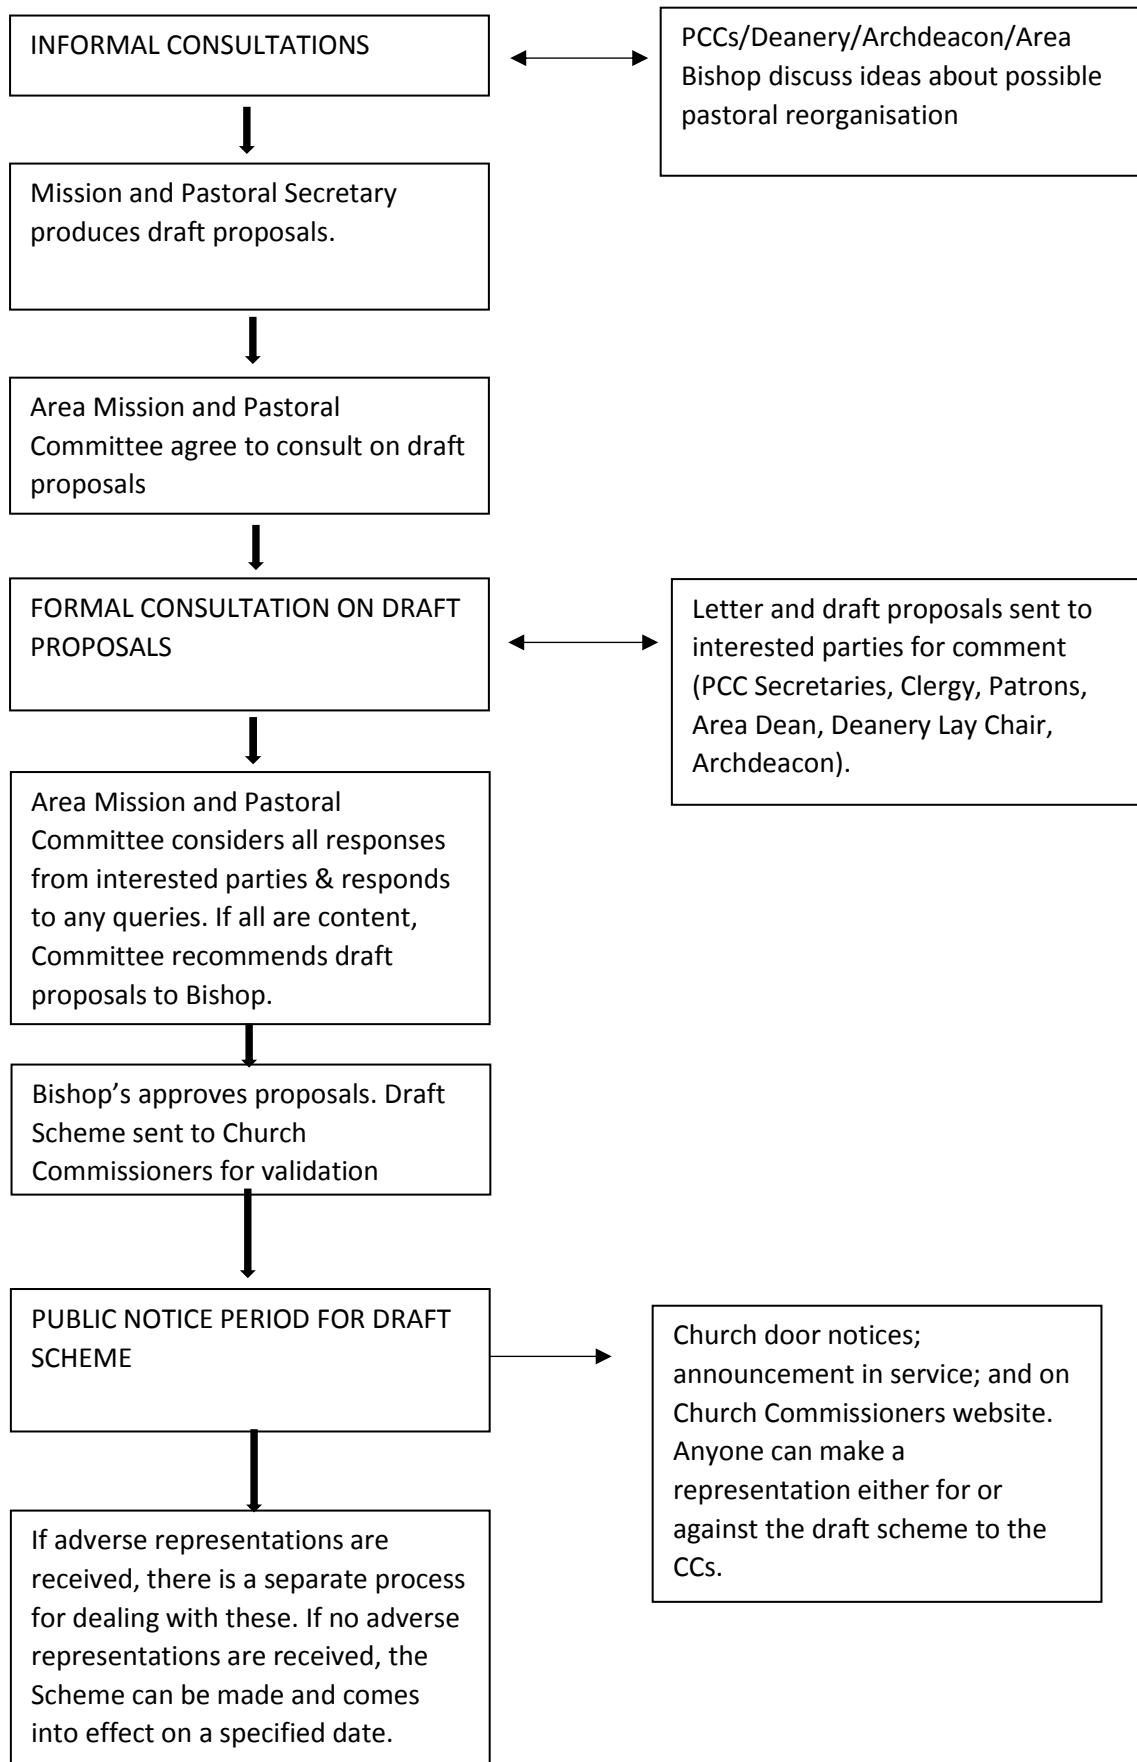 INFORMAL CONSULTATIONS
PCCs/Deanery/Archdeacon/Area
Bishop discuss ideas about possible
pastoral reorganisation
Mission and Pastoral Secretary
produces draft proposals.
Area Mission and Pastoral
Committee agree to consult on draft
proposals
FORMAL CONSULTATION ON DRAFT
PROPOSALS
Letter and draft proposals sent to
interested parties for comment
(PCC Secretaries, Clergy, Patrons,
Area Dean, Deanery Lay Chair,
Archdeacon).
Area Mission and Pastoral
Committee considers all responses
from interested parties & responds
to any queries. If all are content,
Committee recommends draft
proposals to Bishop.
Bishop’s approves proposals. Draft
Scheme sent to Church
Commissioners for validation
PUBLIC NOTICE PERIOD FOR DRAFT
SCHEME
Church door notices;
announcement in service; and on
Church Commissioners website.
Anyone can make a
representation either for or
against the draft scheme to the
CCs.
If adverse representations are
received, there is a separate process
for dealing with these. If no adverse
representations are received, the
Scheme can be made and comes
into effect on a specified date.